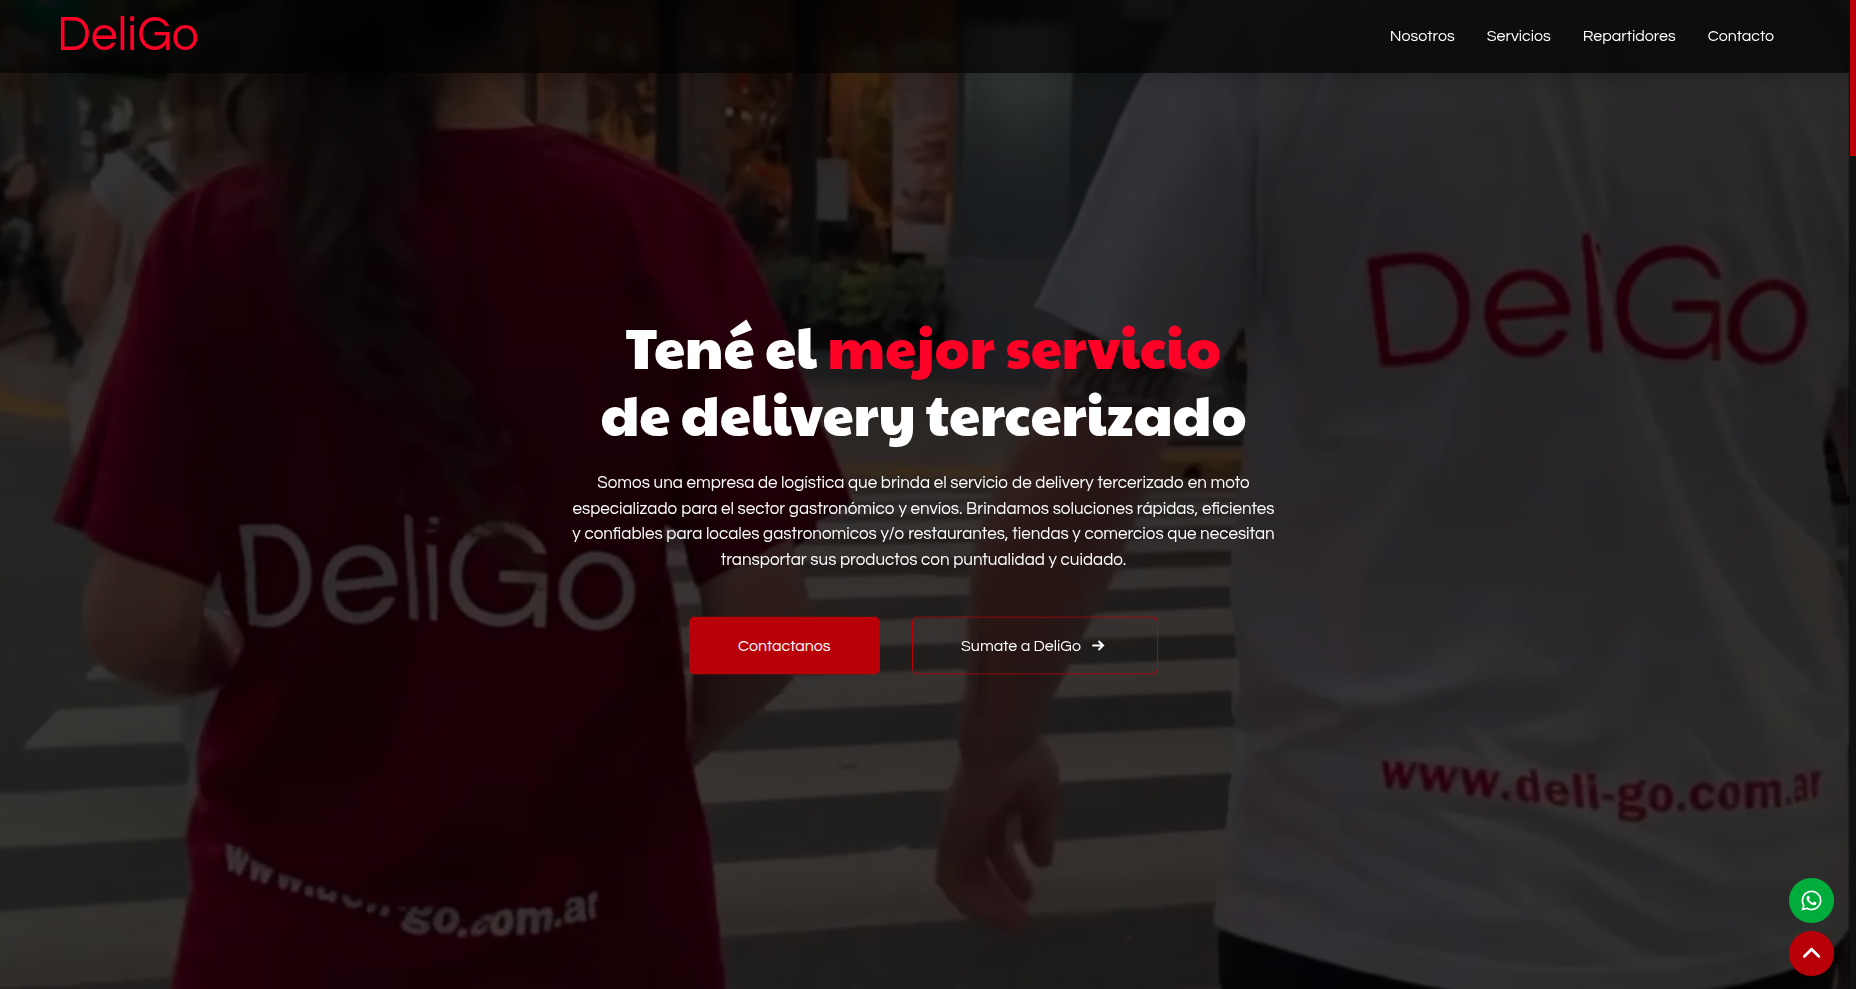 DeliGo
Nosotros
Servicios
Repartidores
Contacto
DeliGo
Tené el mejor servicio
de delivery tercerizado
Somos una empresa de logística que brinda el servicio de delivery tercerizado en moto
especializado para el sector gastronómico y envíos. Brindamos soluciones rápidas, eficientes
y confiables para locales gastronomicos y/o restaurantes, tiendas y comercios que necesitan
transportar sus productos con puntualidad y cuidado.
DeliGo
Contactanos
Sumate a DeliGo
www.deli-go.com.ar
www.deli-go.com.ar